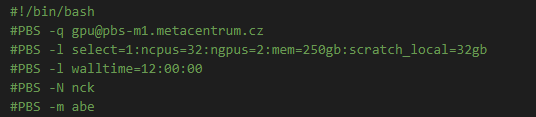 #!/bin/bash
#PBS -q gpu@pbs-m1.metacentrum.cz
#PBS -l select=1:ncpus=32:ngpus=2:mem=250gb:scratch_local=32gb
#PBS -l walltime=12:00:00
#PBS -N nck
#PBS -m abe